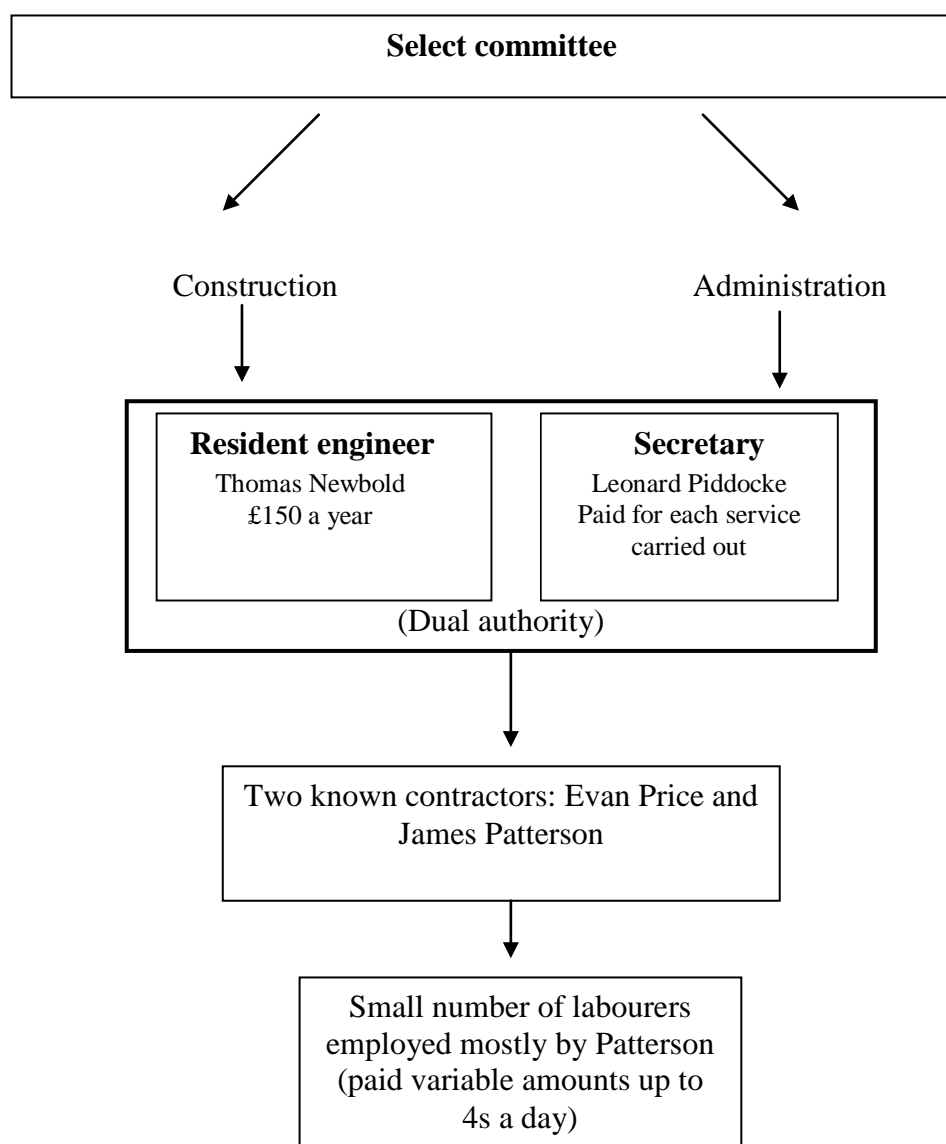 Select committee
Construction
Administration
Resident engineer
Thomas Newbold
£150 a year
Secretary
Leonard Piddocke
Paid for each service
carried out
(Dual authority)
Two known contractors: Evan Price and
James Patterson
Small number of labourers
employed mostly by Patterson
(paid variable amounts up to
4s a day)